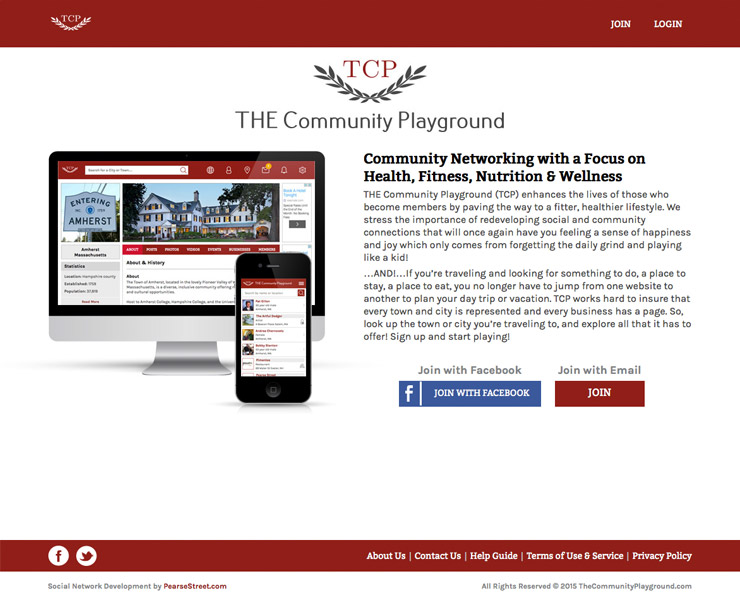 TCP
JOIN LOGIN
TCP
THE Community Playground
Search for a City or Town...
ENTERING
AMHERST
Amherst
Massachusetts
Statistics
Location: Hampshire county
Established: 1759
Read More
ABOUT POSTS PHOTOS VIDEOS EVENTS BUSINESSES MEMBERS
About & History
About
THE Community Playground
Community Networking with a Focus on
Health, Fitness, Nutrition & Wellness
THE Community Playground (TCP) enhances the lives of those who
become members by paving the way to a fitter, healthier lifestyle. We
stress the importance of redeveloping social and community
connections that will once again have you feeling a sense of happiness
and joy which only comes from forgetting the daily grind and playing
like a kid!
...AND!...If you're traveling and looking for something to do, a place to
stay, a place to eat, you no longer have to jump from one website to
another to plan your day trip or vacation. TCP works hard to insure that
every town and city is represented and every business has a page. So,
look up the town or city you're traveling to, and explore all that it has to
offer! Sign up and start playing!
Join with Facebook Join with Email
f JOIN WITH FACEBOOK JOIN
About Us | Contact Us | Help Guide | Terms of Use & Service | Privacy Policy
Social Network Development by PearseStreet.com All Rights Reserved © 2015 TheCommunityPlayground.com